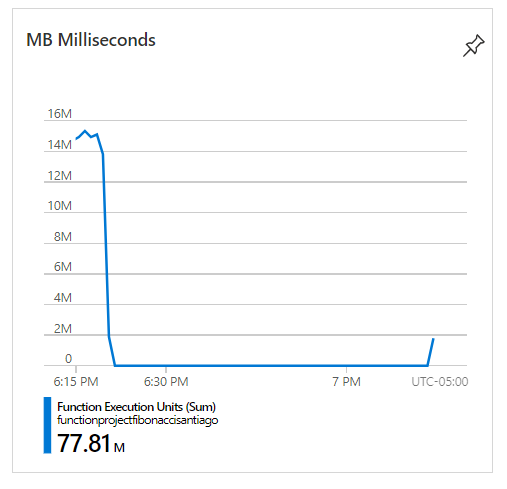 MB Milliseconds
16M
14M
12M
10M
8M
6M
4M
2M
0
6:15 PM 6:30 PM 7 PM UTC-05:00
Function Execution Units (Sum)
functionprojectfibonaccisantiago
77.81 M